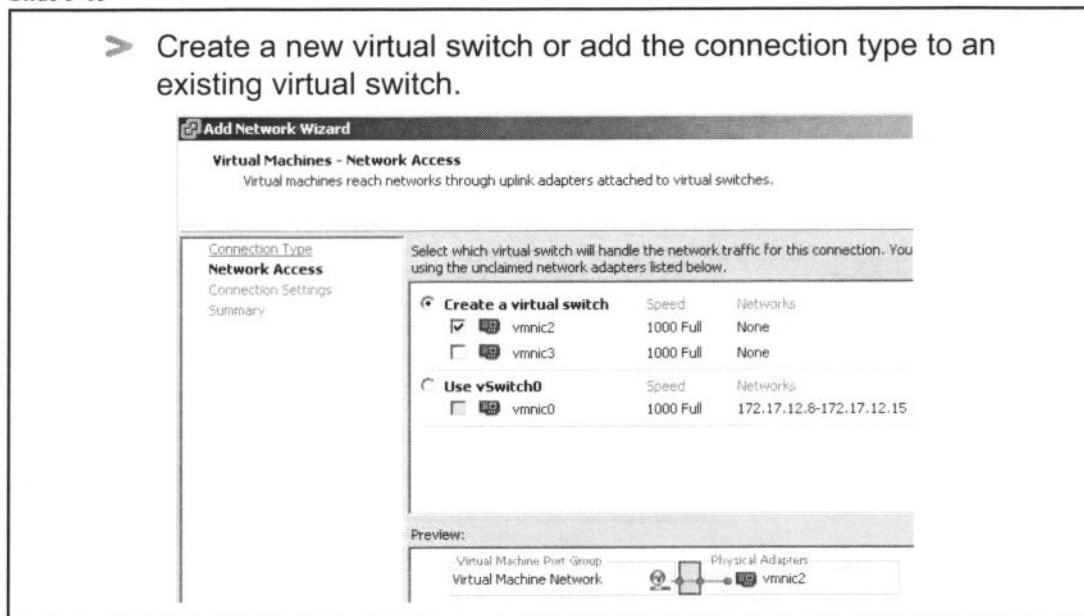 > Create a new virtual switch or add the connection type to an
existing virtual switch.
Add Network Wizard
Virtual Machines - Network Access
Virtual machines reach networks through uplink adapters attached to virtual switches.
Connection Type
Network Access
Connection Settings
Summary
Select which virtual switch will handle the network traffic for this connection. You
using the unclaimed network adapters listed below.
Create a virtual switch Speed Networks
vmnic2 1000 Full None
vmnic3 1000 Full None
Use vSwitch0 Speed Networks
vmnic0 1000 Full 172.17.12.8-172.17.12.15
Preview:
Virtual Machine Port Group Physical Adapters
Virtual Machine Network vmnic2